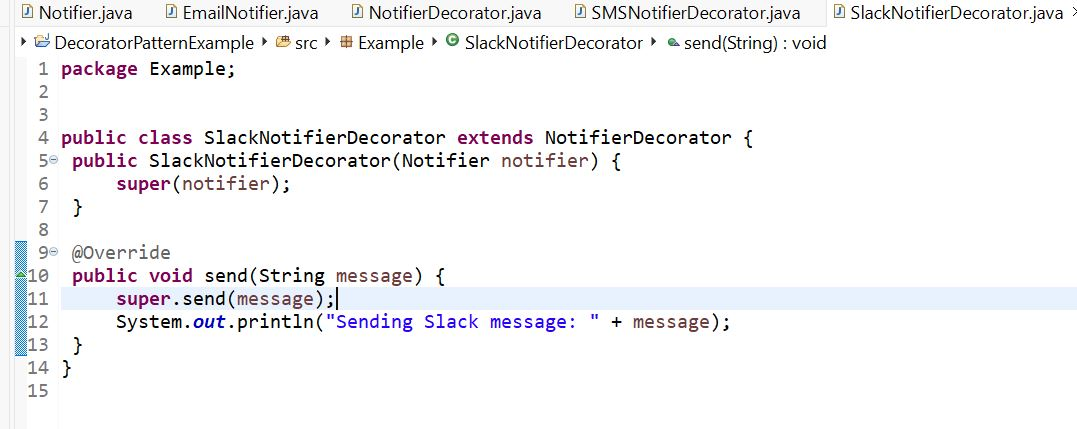 Notifier.java EmailNotifier.java NotifierDecorator.java SMSNotifierDecorator.java SlackNotifierDecorator.java
DecoratorPatternExample src Example SlackNotifierDecorator send(String) : void
1 package Example;
2
3
4 public class SlackNotifierDecorator extends NotifierDecorator {
5 public SlackNotifierDecorator(Notifier notifier) {
6 super(notifier);
7 }
8
9 @Override
10 public void send(String message) {
11 super.send(message);
12 System.out.println("Sending Slack message: " + message);
13 }
14 }
15